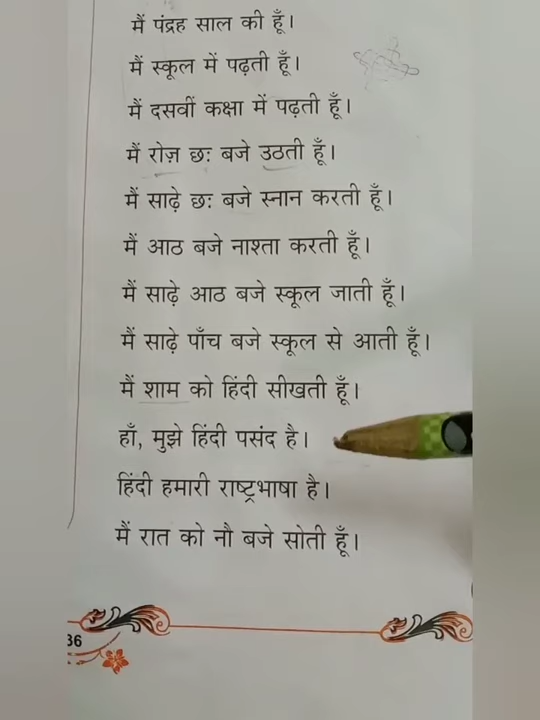 मैं पंद्रह साल की हूँ।
मैं स्कूल में पढ़ती हूँ।
मैं दसवीं कक्षा में पढ़ती हूँ।
मैं रोज़ छः बजे उठती हूँ।
मैं साढ़े छः बजे स्नान करती हूँ।
मैं आठ बजे नाश्ता करती हूँ।
मैं साढ़े आठ बजे स्कूल जाती हूँ।
मैं साढ़े पाँच बजे स्कूल से आती हूँ।
मैं शाम को हिंदी सीखती हूँ।
हाँ, मुझे हिंदी पसंद है।
हिंदी हमारी राष्ट्रभाषा है।
मैं रात को नौ बजे सोती हूँ।
36